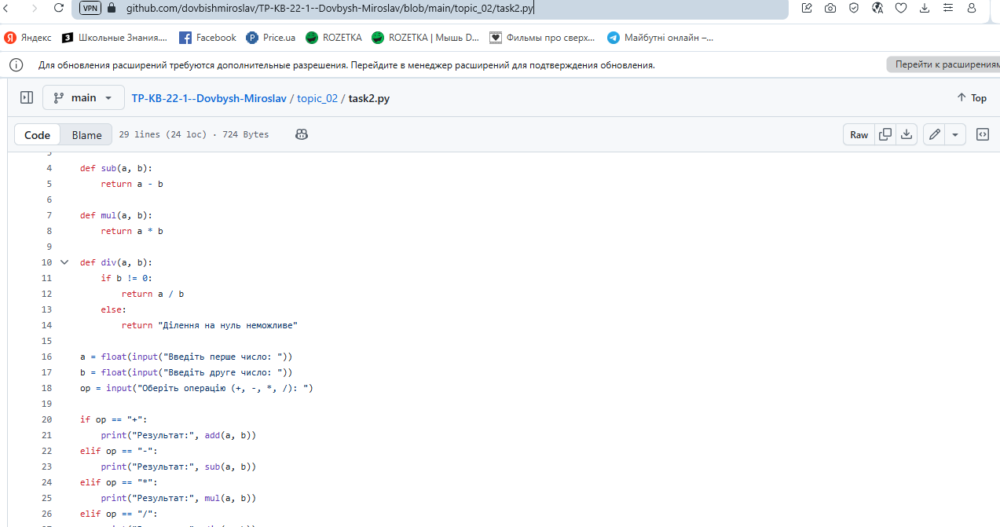 VPN github.com/dovbishmiroslav/TP-KB-22-1--Dovbysh-Miroslav/blob/main/topic_02/task2.py
Яндекс Школьные Знания.... Facebook Price.ua ROZETKA ROZETKA | Мышь D... Фильмы про сверх... Майбутні онлайн –...
Для обновления расширений требуются дополнительные разрешения. Перейдите в менеджер расширений для подтверждения обновления. Перейти к расширениям
main TP-KB-22-1--Dovbysh-Miroslav / topic_02 / task2.py Top
Code Blame 29 lines (24 loc) · 724 Bytes Raw
4 def sub(a, b):
5 return a - b
6
7 def mul(a, b):
8 return a * b
9
10 def div(a, b):
11 if b != 0:
12 return a / b
13 else:
14 return "Ділення на нуль неможливе"
15
16 a = float(input("Введіть перше число: "))
17 b = float(input("Введіть друге число: "))
18 op = input("Оберіть операцію (+, -, *, /): ")
19
20 if op == "+":
21 print("Результат:", add(a, b))
22 elif op == "-":
23 print("Результат:", sub(a, b))
24 elif op == "*":
25 print("Результат:", mul(a, b))
26 elif op == "/":